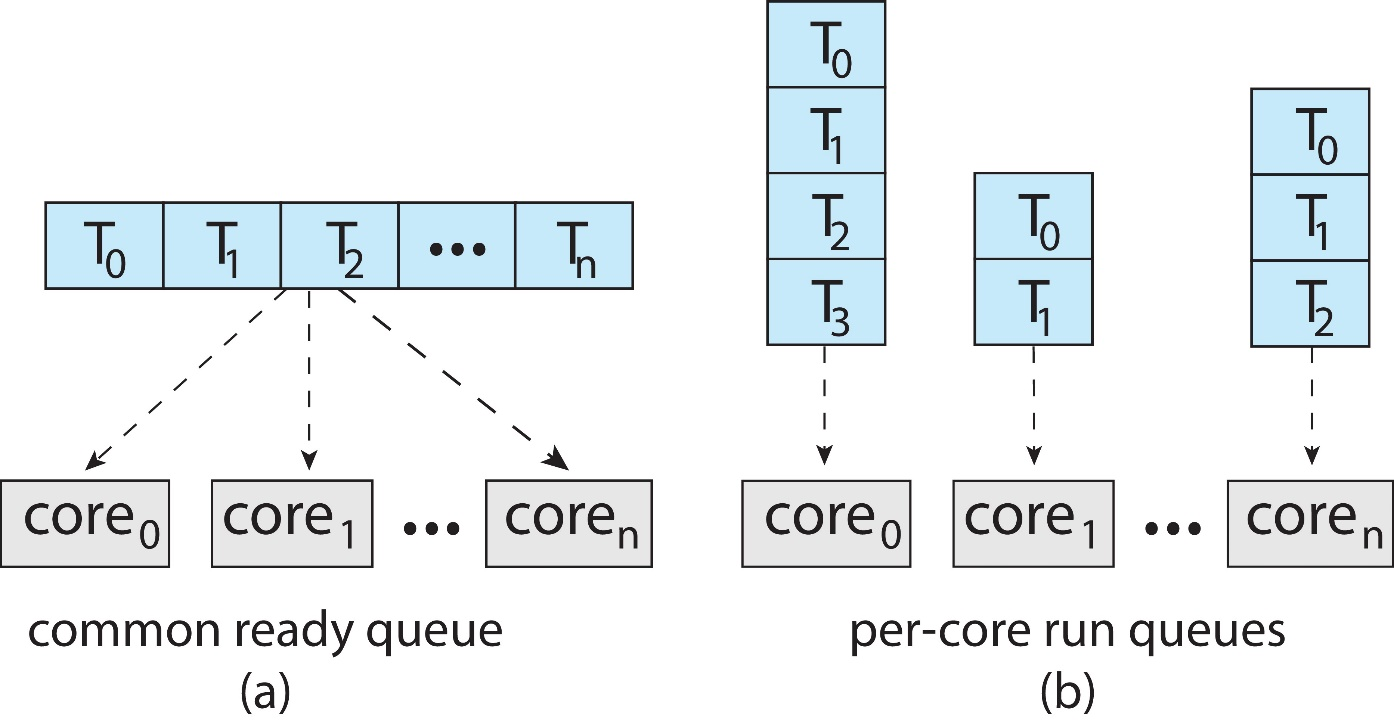 T0 T1 T2 ••• Tn
core0 core1 ••• coren
common ready queue
(a)
T0
T1
T2
T3
T0
T1
T0
T1
T2
core0 core1 ••• coren
per-core run queues
(b)